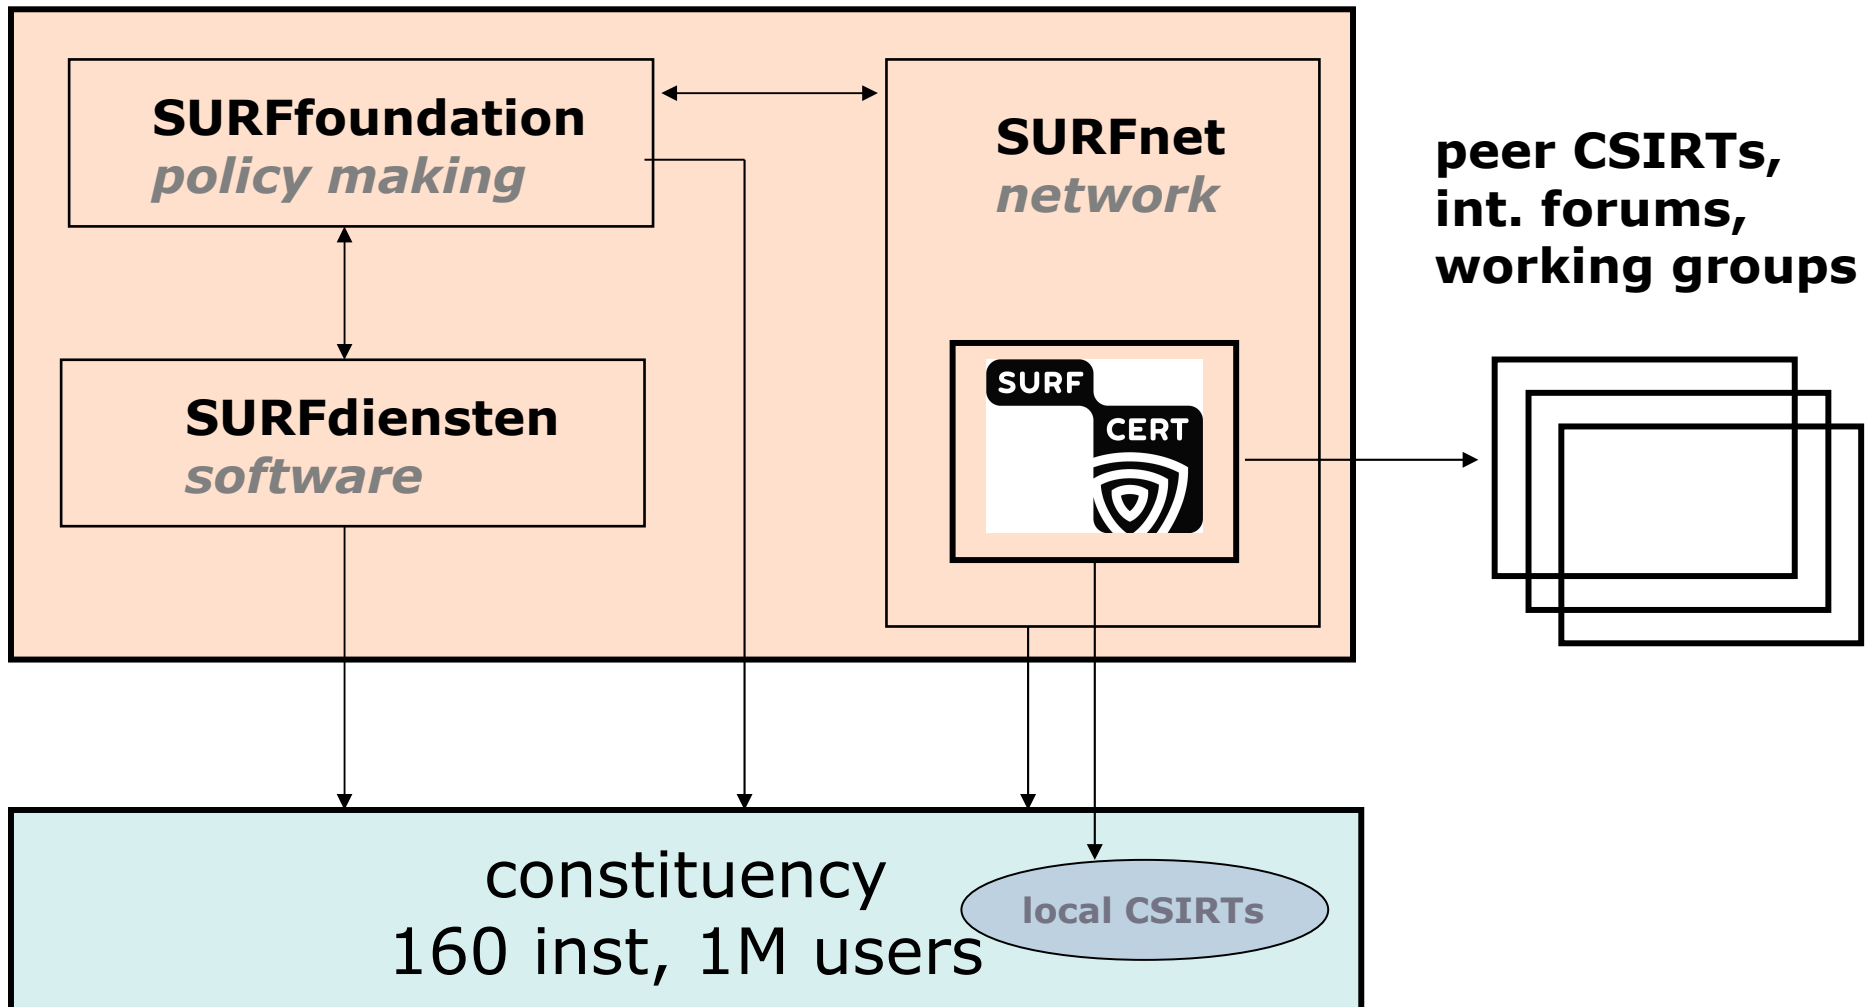 SURFfoundation
policy making
SURFnet
network
peer CSIRTs,
int. forums,
working groups
SURFdiensten
software
SURF
CERT
constituency
160 inst, 1M users
local CSIRTs